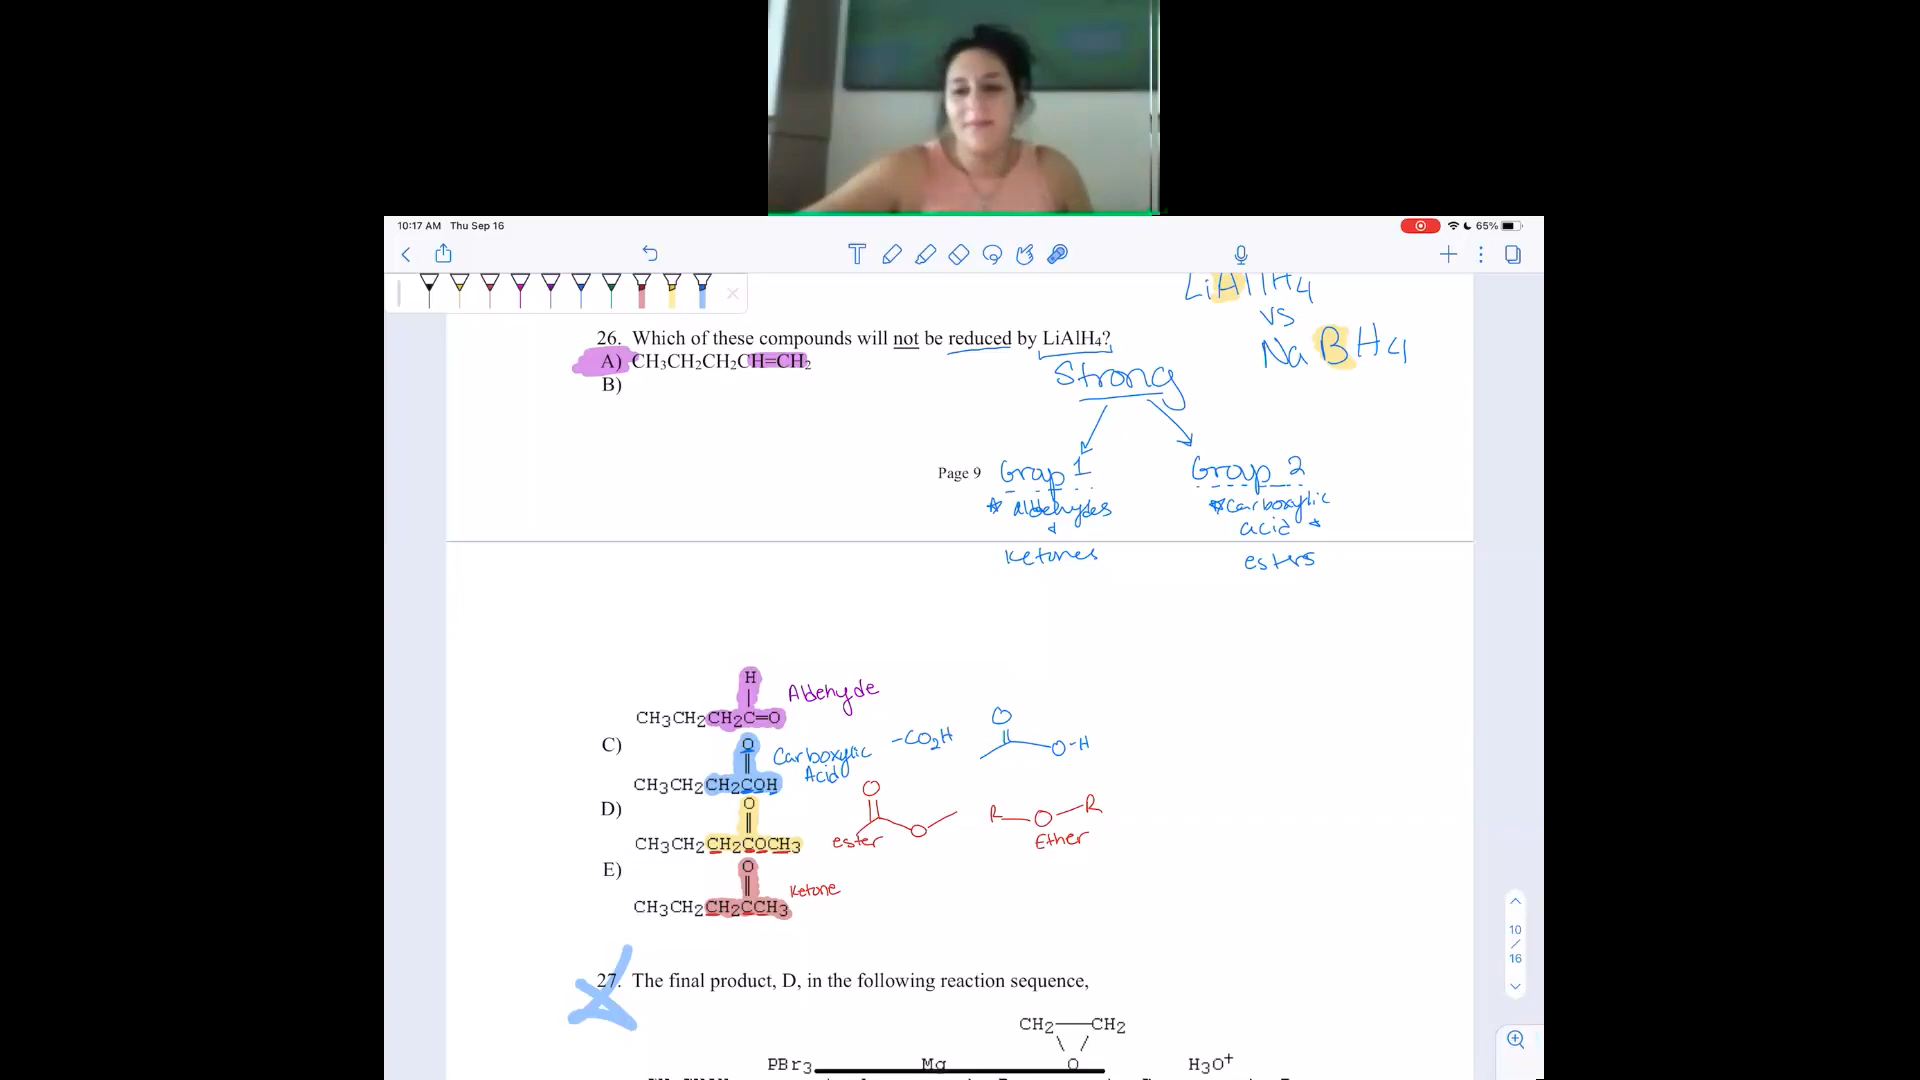 10:17 AM Thu Sep 16
65%
LiAlH4
vs
NaBH4
26. Which of these compounds will not be reduced by LiAlH4?
A) CH3CH2CH2CH=CH2
B)
Strong
Page 9
Group 1
Group 2
* aldehydes
+
ketones
*carboxylic
acid +
esters
H
CH3CH2CH2C=O
Aldehyde
C)
O
CH3CH2CH2COH
Carboxylic
Acid
-CO2H
O
O-H
D)
O
CH3CH2CH2COCH3
O
O
ester
R O R
Ether
E)
O
CH3CH2CH2CCH3
Ketone
27. The final product, D, in the following reaction sequence,
CH2 CH2
O
PBr3
Mg
H3O+
10
/
16